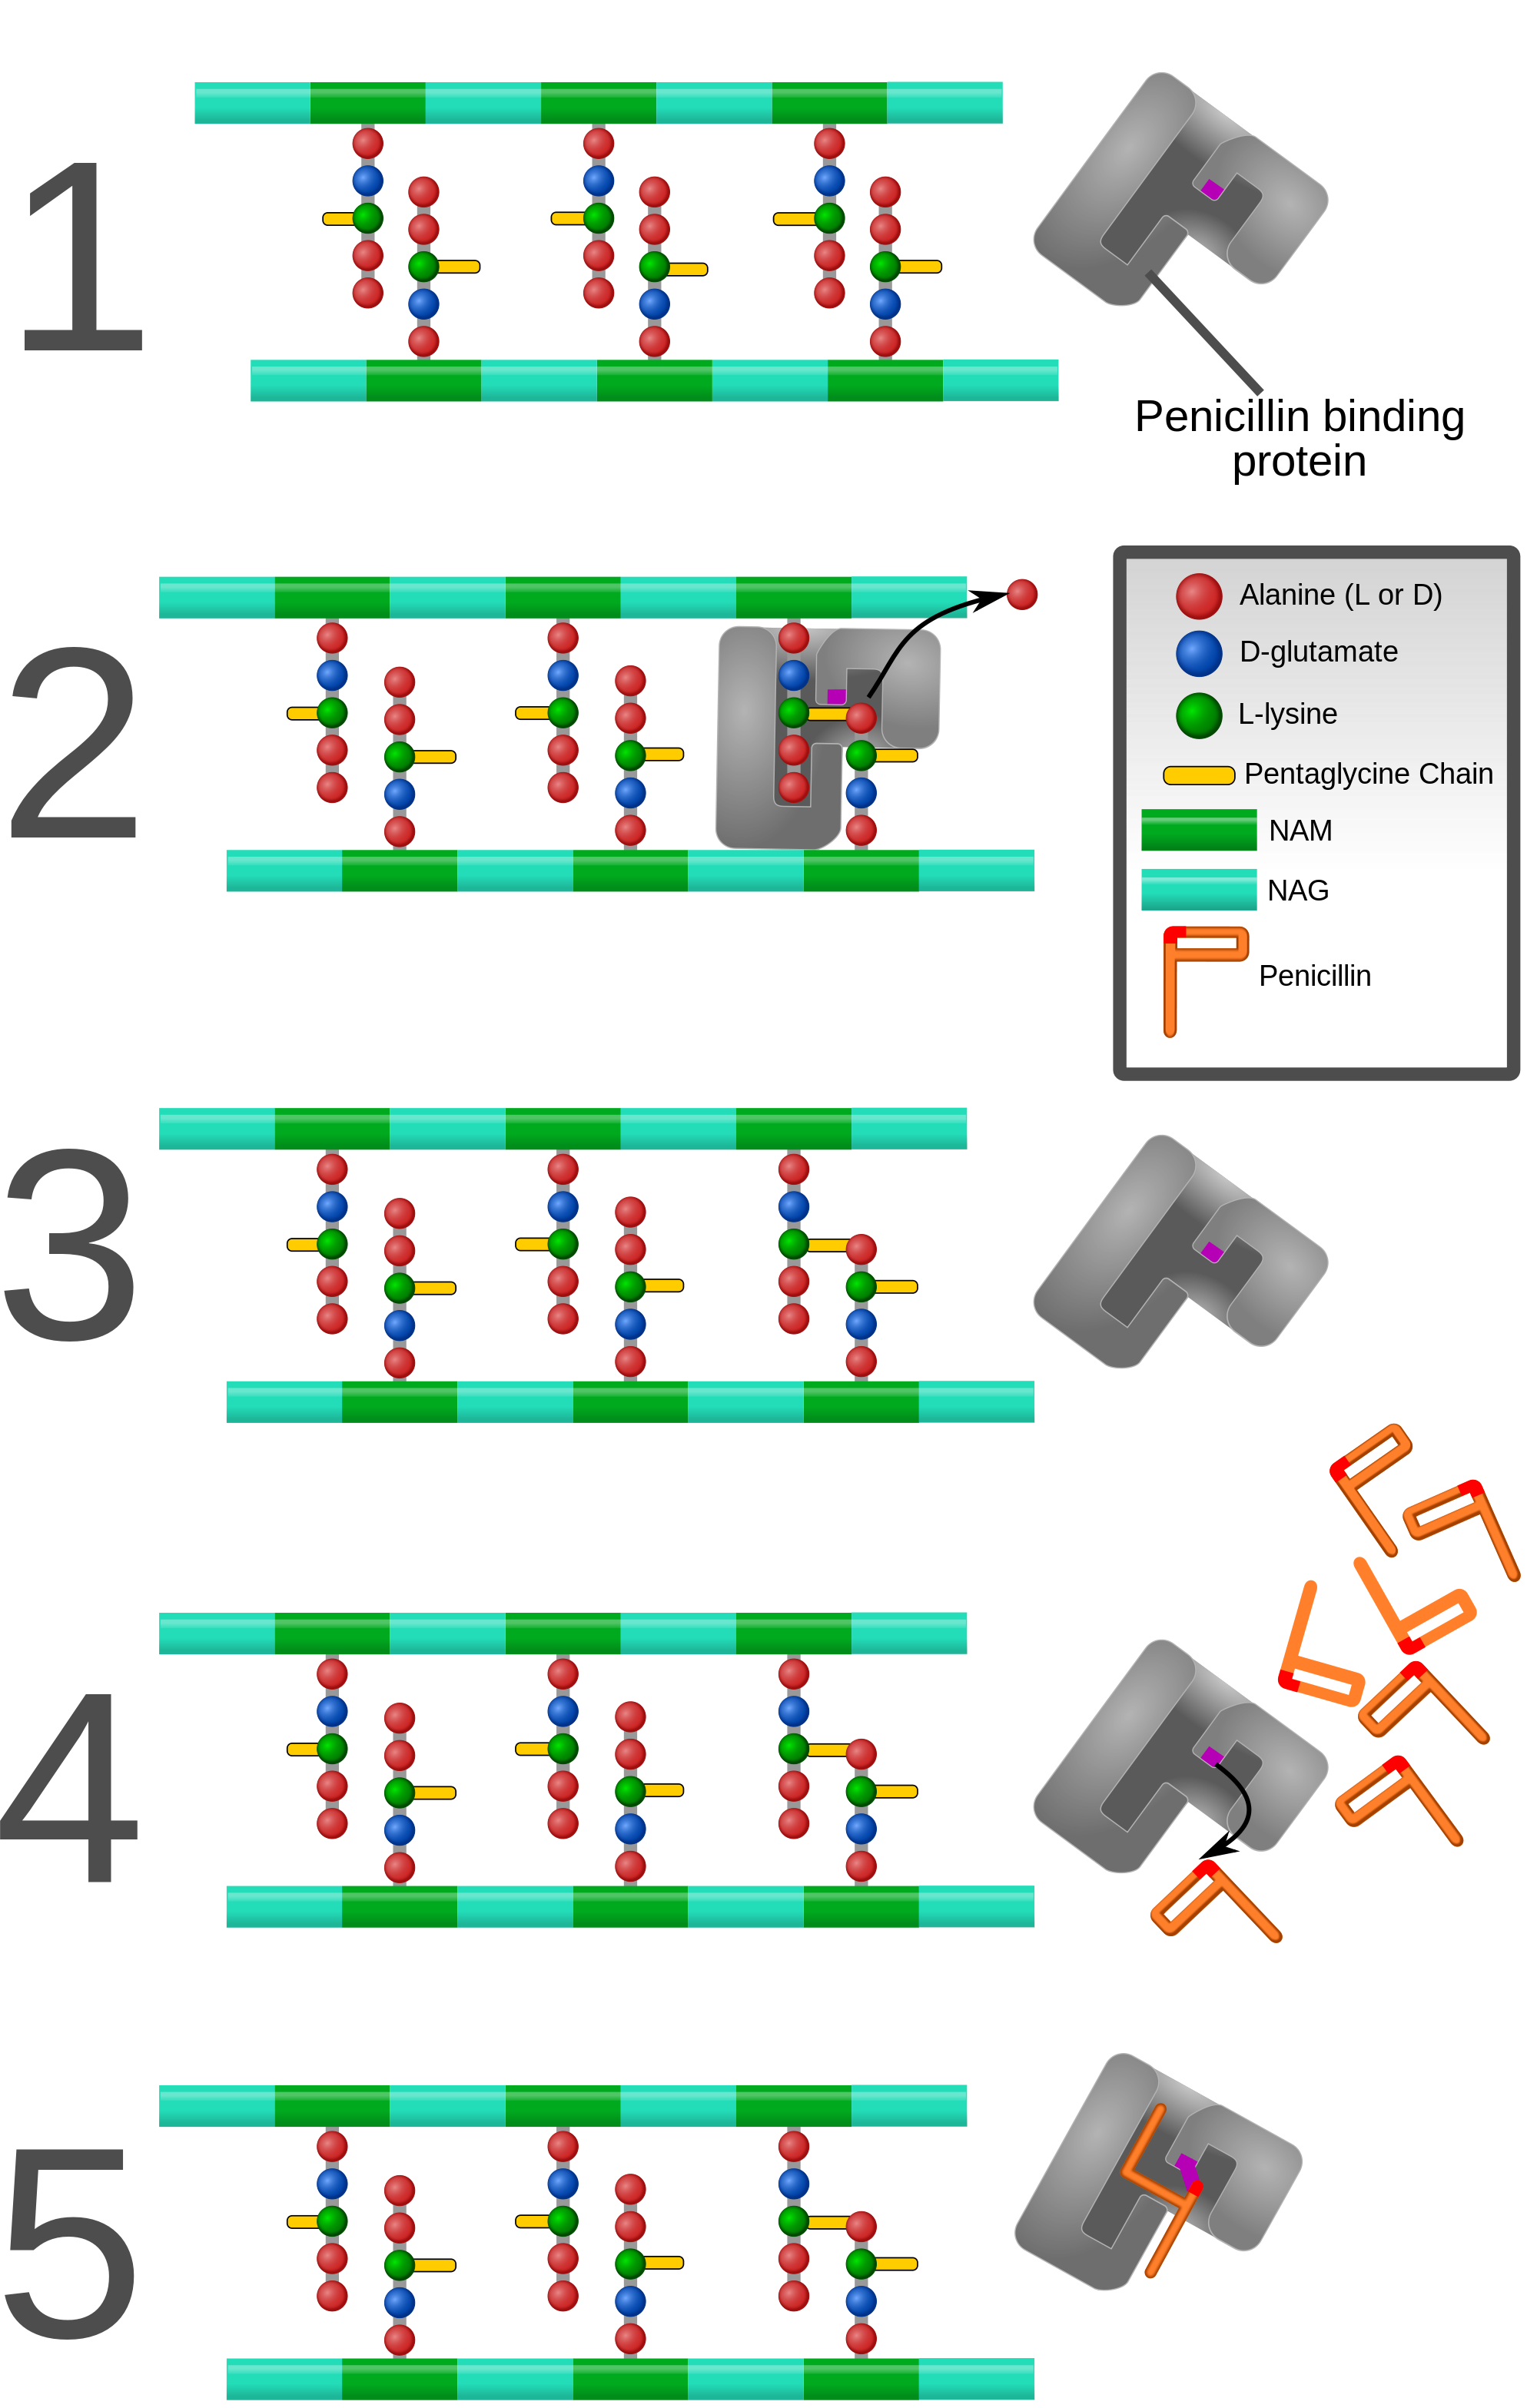 1
Penicillin binding
protein
2
Alanine (L or D)
D-glutamate
L-lysine
Pentaglycine Chain
NAM
NAG
Penicillin
3
4
5